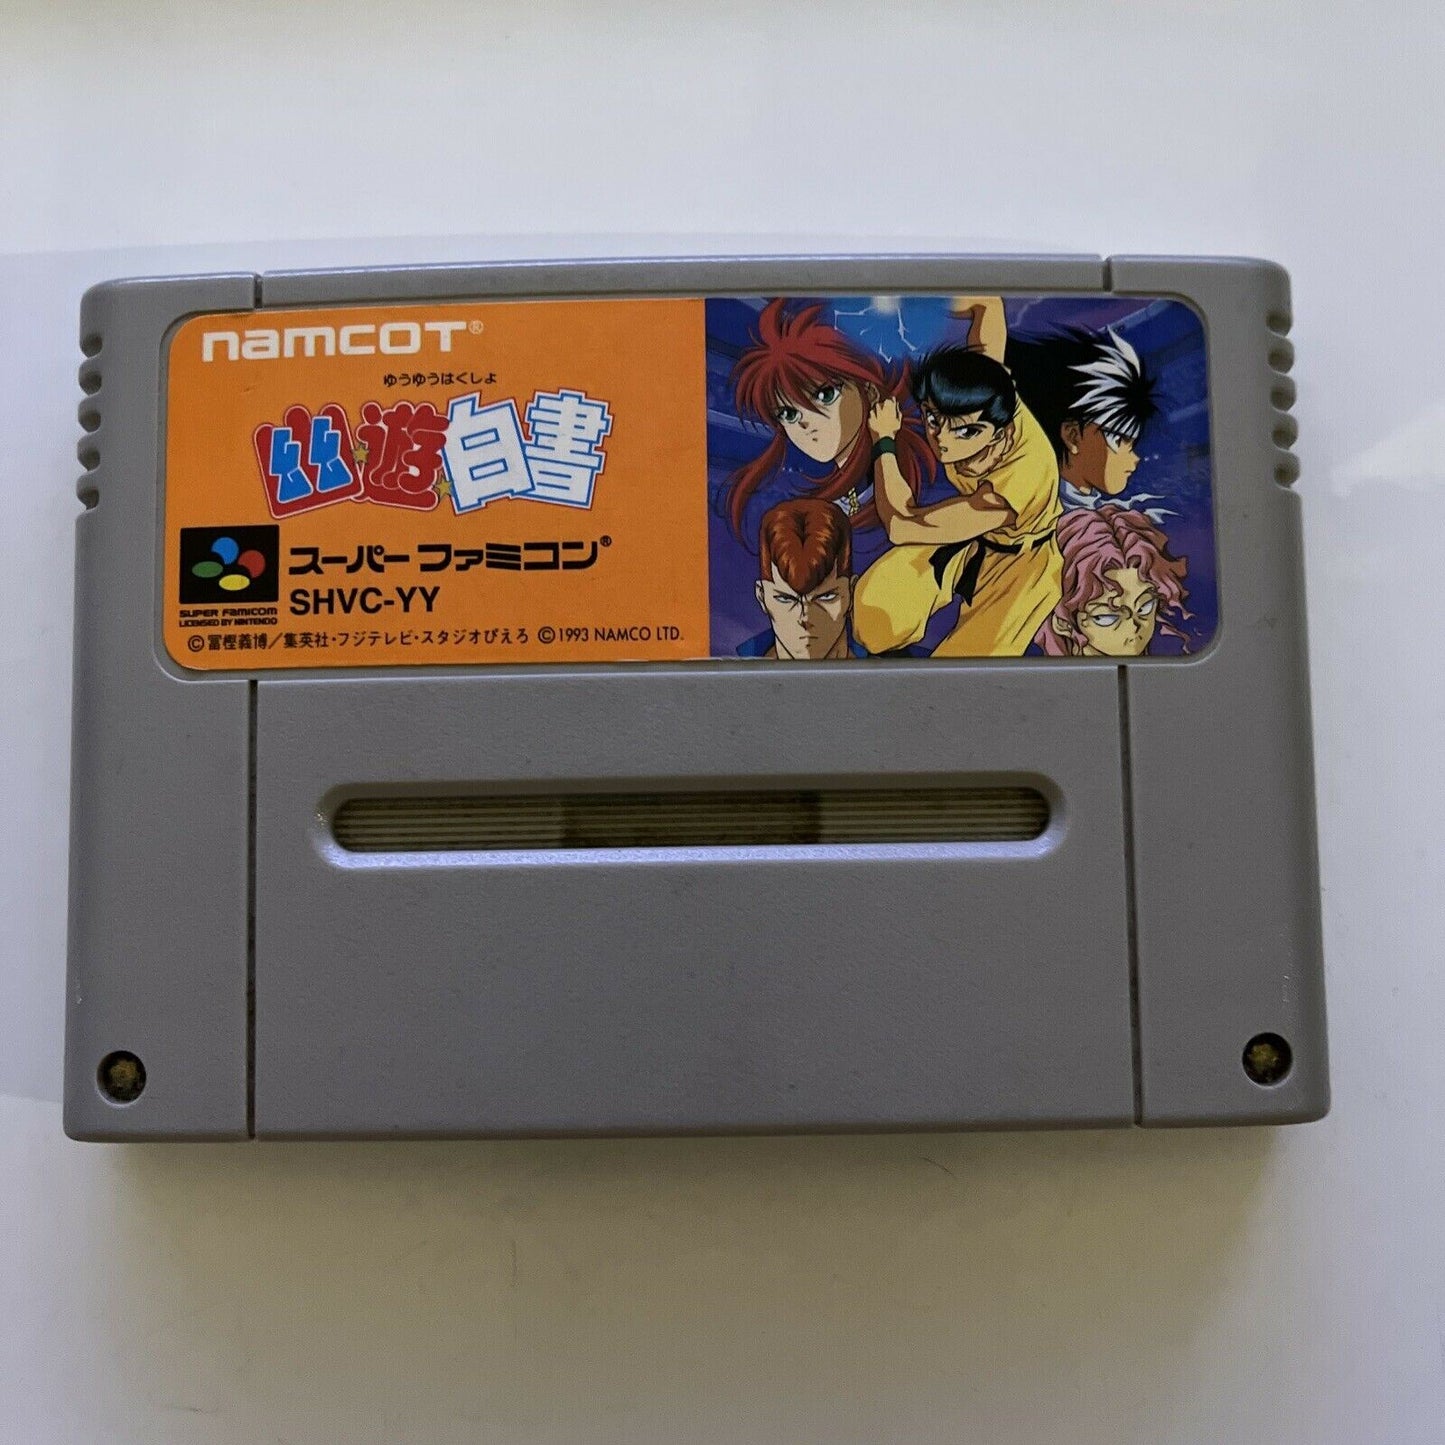 namcot®
ゆうゆうはくしょ
幽☆遊☆白書
スーパーファミコン®
SHVC-YY
SUPER FAMICOM
LICENSED BY NINTENDO
©冨樫義博／集英社・フジテレビ・スタジオぴえろ ©1993 NAMCO LTD.